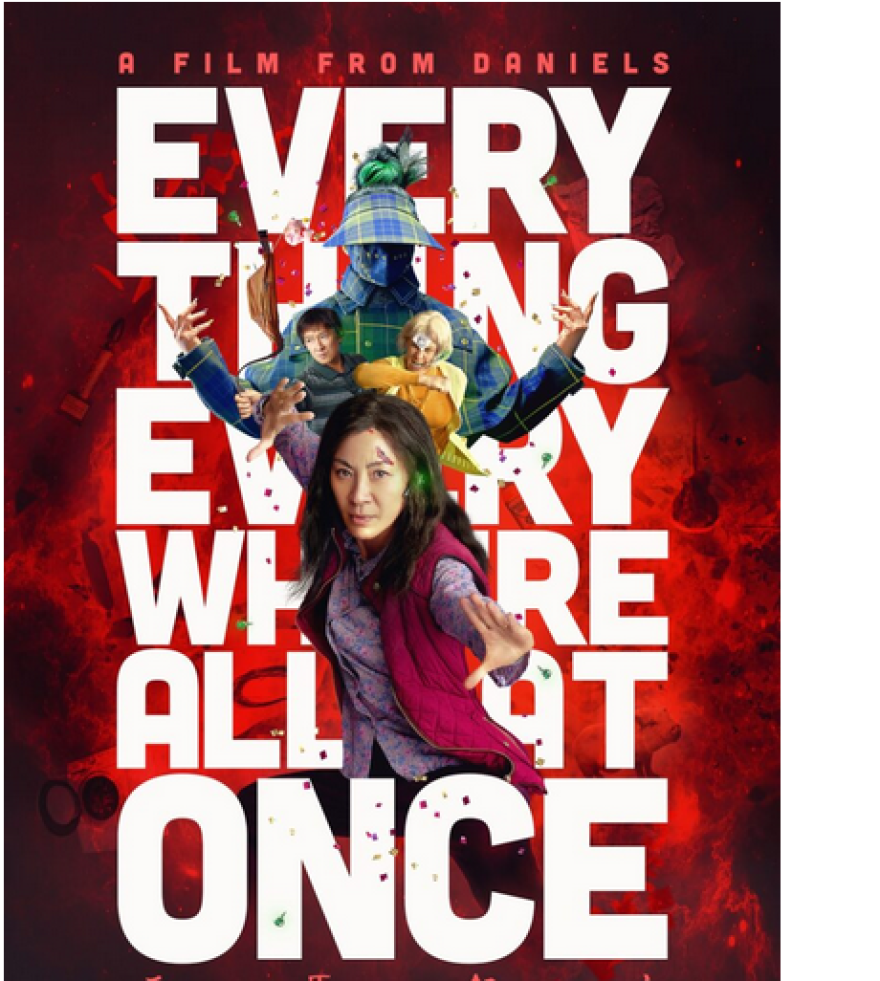 A FILM FROM DANIELS
EVERY
THING
EVERY
WHERE
ALL AT
ONCE